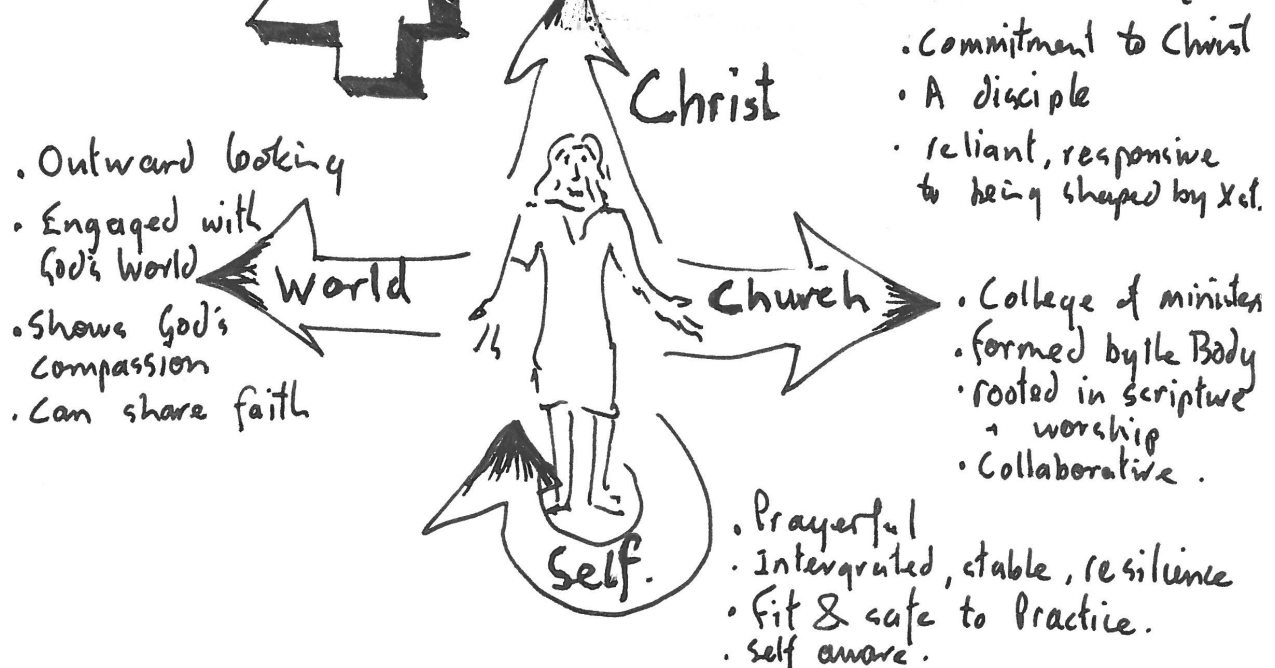 Christ
• Commitment to Christ
• A disciple
• reliant, responsive
to being shaped by Xst.
• Outward looking
• Engaged with
God's World
• Shows God's
compassion
• Can share faith
World
Church
• College of
• formed by the Body
• rooted in scripture
+ worship
• Collaborative.
Self.
• Prayerful
• Intergrated, stable, resilience
• Fit & safe to Practice.
• Self aware.